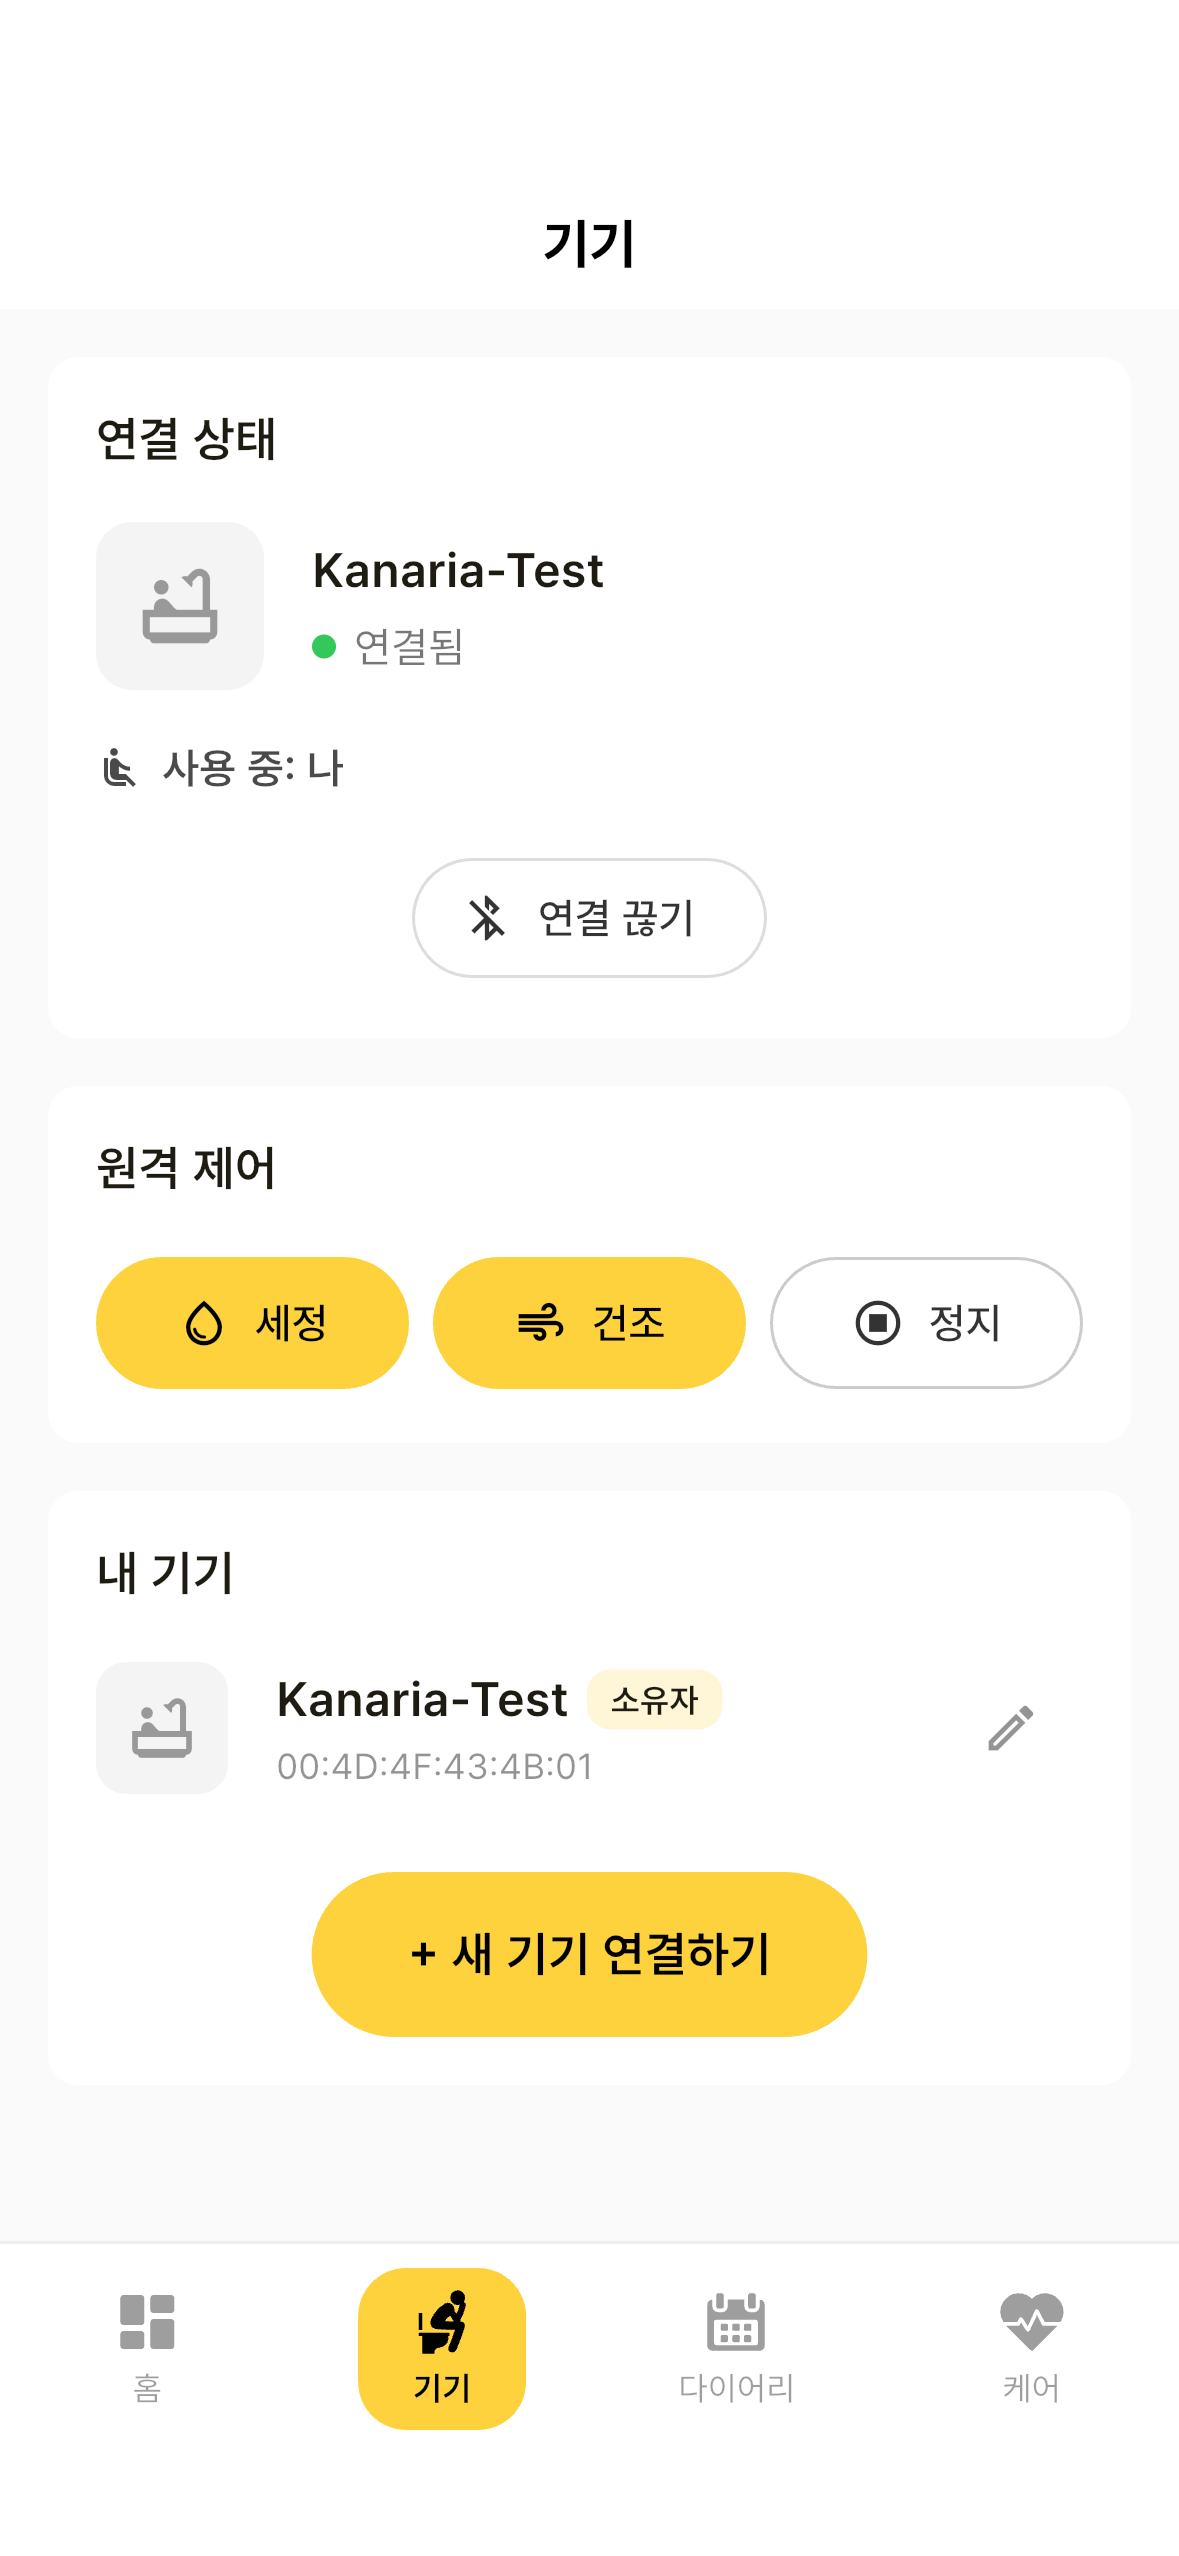 기기
연결 상태
Kanaria-Test
연결됨
사용 중: 나
연결 끊기
원격 제어
세정
건조
정지
내 기기
Kanaria-Test 소유자
00:4D:4F:43:4B:01
+ 새 기기 연결하기
홈
기기
다이어리
케어